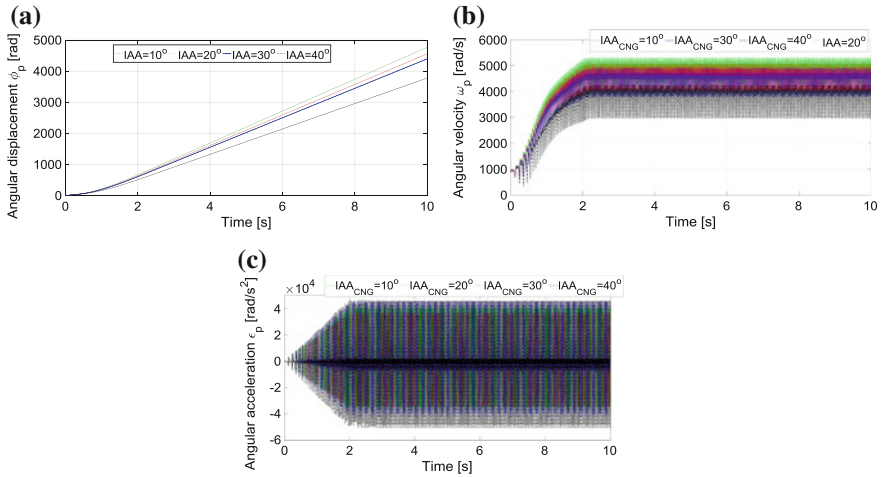 (a)
IAA=10° IAA=20° IAA=30° IAA=40°
Angular displacement ϕp [rad]
5000
4000
3000
2000
1000
0
0 2 4 6 8 10
Time [s]
(b)
IAACNG=10° IAACNG=30° IAACNG=40° IAA=20°
Angular velocity ωp [rad/s]
6000
5000
4000
3000
2000
1000
0
0 2 4 6 8 10
Time [s]
(c)
×10⁴
IAACNG=10° IAACNG=20° IAACNG=30° IAACNG=40°
Angular acceleration ϵp [rad/s²]
4
2
0
-2
-4
-6
0 2 4 6 8 10
Time [s]